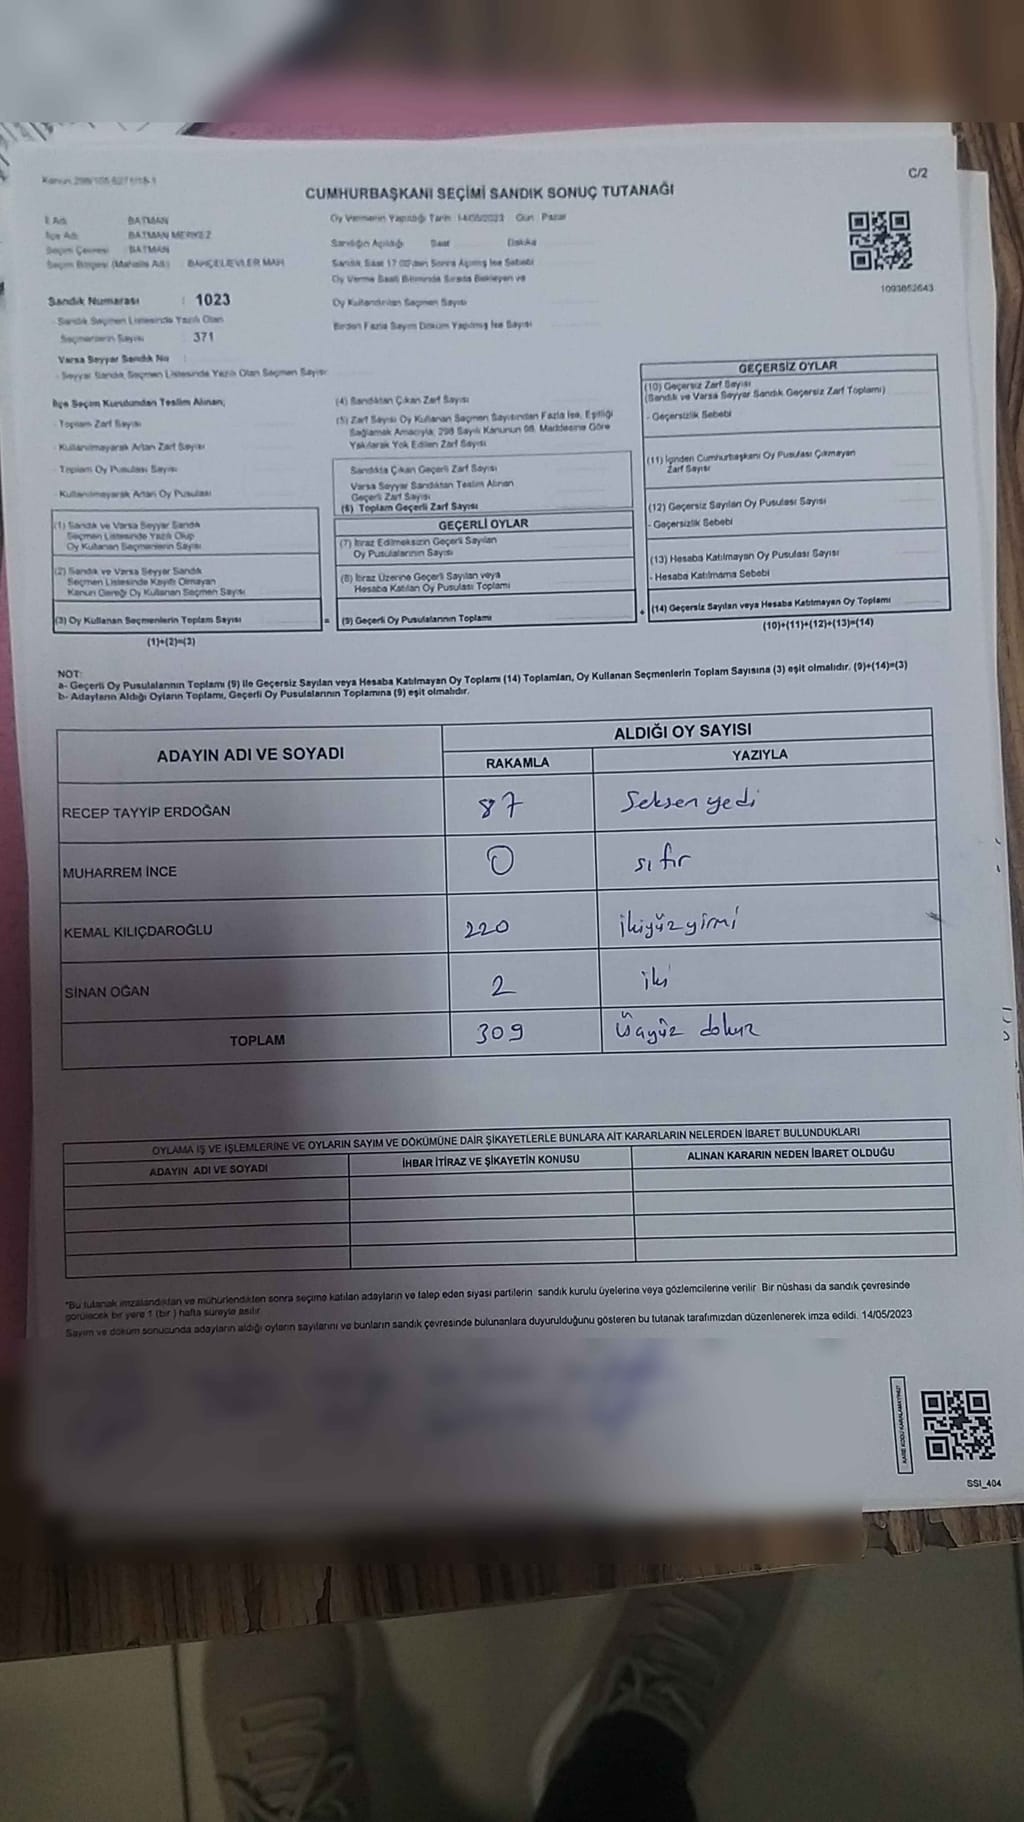 C/2
CUMHURBAŞKANI SEÇİMİ SANDIK SONUÇ TUTANAĞI
İl Adı BATMAN
İlçe Adı BATMAN MERKEZ
Seçim Çevresi BATMAN
Seçim Bölgesi (Mahalle Adı) BAHÇELİEVLER MAH
Sandık Numarası : 1023
- Sandık Seçmen Listesinde Yazılı Olan
Seçmenlerin Sayısı : 371
Varsa Seyyar Sandık No :
- Seyyar Sandık Seçmen Listesinde Yazılı Olan Seçmen Sayısı
Oy Vermenin Yapıldığı Tarih 14/05/2023 Gün Pazar
Sandığın Açıldığı Saat Dakika
Sandık Saat 17.00'den Sonra Açılmış İse Sebebi
Oy Verme Saati Bitiminde Sırada Bekleyen ve
Oy Kullandırılan Seçmen Sayısı
Birden Fazla Sayım Döküm Yapılmış İse Sayısı
1093862643
İlçe Seçim Kurulundan Teslim Alınan;
- Toplam Zarf Sayısı
- Kullanılmayarak Artan Zarf Sayısı
- Toplam Oy Pusulası Sayısı
- Kullanılmayarak Artan Oy Pusulası
(1) Sandık ve Varsa Seyyar Sandık
Seçmen Listesinde Yazılı Olup
Oy Kullanan Seçmenlerin Sayısı
(2) Sandık ve Varsa Seyyar Sandık
Seçmen Listesinde Kayıtlı Olmayan
Kanun Gereği Oy Kullanan Seçmen Sayısı
(3) Oy Kullanan Seçmenlerin Toplam Sayısı
(1)+(2)=(3)
=
(4) Sandıktan Çıkan Zarf Sayısı
(5) Zarf Sayısı Oy Kullanan Seçmen Sayısından Fazla İse, Eşitliği
Sağlamak Amacıyla, 298 Sayılı Kanunun 98. Maddesine Göre
Yakılarak Yok Edilen Zarf Sayısı
Sandıkta Çıkan Geçerli Zarf Sayısı
Varsa Seyyar Sandıktan Teslim Alınan
Geçerli Zarf Sayısı
(6) Toplam Geçerli Zarf Sayısı
GEÇERLİ OYLAR
(7) İtiraz Edilmeksizin Geçerli Sayılan
Oy Pusulalarının Sayısı
(8) İtiraz Üzerine Geçerli Sayılan veya
Hesaba Katılan Oy Pusulası Toplamı
(9) Geçerli Oy Pusulalarının Toplamı
+
GEÇERSİZ OYLAR
(10) Geçersiz Zarf Sayısı
(Sandık ve Varsa Seyyar Sandık Geçersiz Zarf Toplamı)
- Geçersizlik Sebebi
(11) İçinden Cumhurbaşkanı Oy Pusulası Çıkmayan
Zarf Sayısı
(12) Geçersiz Sayılan Oy Pusulası Sayısı
- Geçersizlik Sebebi
(13) Hesaba Katılmayan Oy Pusulası Sayısı
- Hesaba Katılmama Sebebi
(14) Geçersiz Sayılan veya Hesaba Katılmayan Oy Toplamı
(10)+(11)+(12)+(13)=(14)
NOT:
a- Geçerli Oy Pusulalarının Toplamı (9) ile Geçersiz Sayılan veya Hesaba Katılmayan Oy Toplamı (14) Toplamları, Oy Kullanan Seçmenlerin Toplam Sayısına (3) eşit olmalıdır. (9)+(14)=(3)
b- Adayların Aldığı Oyların Toplamı, Geçerli Oy Pusulalarının Toplamına (9) eşit olmalıdır.
ADAYIN ADI VE SOYADI ALDIĞI OY SAYISI
RAKAMLA YAZIYLA
RECEP TAYYİP ERDOĞAN 87 Seksen yedi
MUHARREM İNCE 0 sıfır
KEMAL KILIÇDAROĞLU 220 ikiyüz yirmi
SİNAN OĞAN 2 iki
TOPLAM 309 Üçyüz dokuz
OYLAMA İŞ VE İŞLEMLERİNE VE OYLARIN SAYIM VE DÖKÜMÜNE DAİR ŞİKAYETLERLE BUNLARA AİT KARARLARIN NELERDEN İBARET BULUNDUKLARI
ADAYIN ADI VE SOYADI İHBAR İTİRAZ VE ŞİKAYETİN KONUSU ALINAN KARARIN NEDEN İBARET OLDUĞU
*Bu tutanak imzalandıktan ve mühürlendikten sonra seçime katılan adayların ve talep eden siyasi partilerin sandık kurulu üyelerine veya gözlemcilerine verilir. Bir nüshası da sandık çevresinde
görülecek bir yere 1 (bir) hafta süreyle asılır.
Sayım ve döküm sonucunda adayların aldığı oyların sayılarını ve bunların sandık çevresinde bulunanlara duyurulduğunu gösteren bu tutanak tarafımızdan düzenlenerek imza edildi. 14/05/2023
KARE KODU KARALAMAYINIZ!
SSI_404